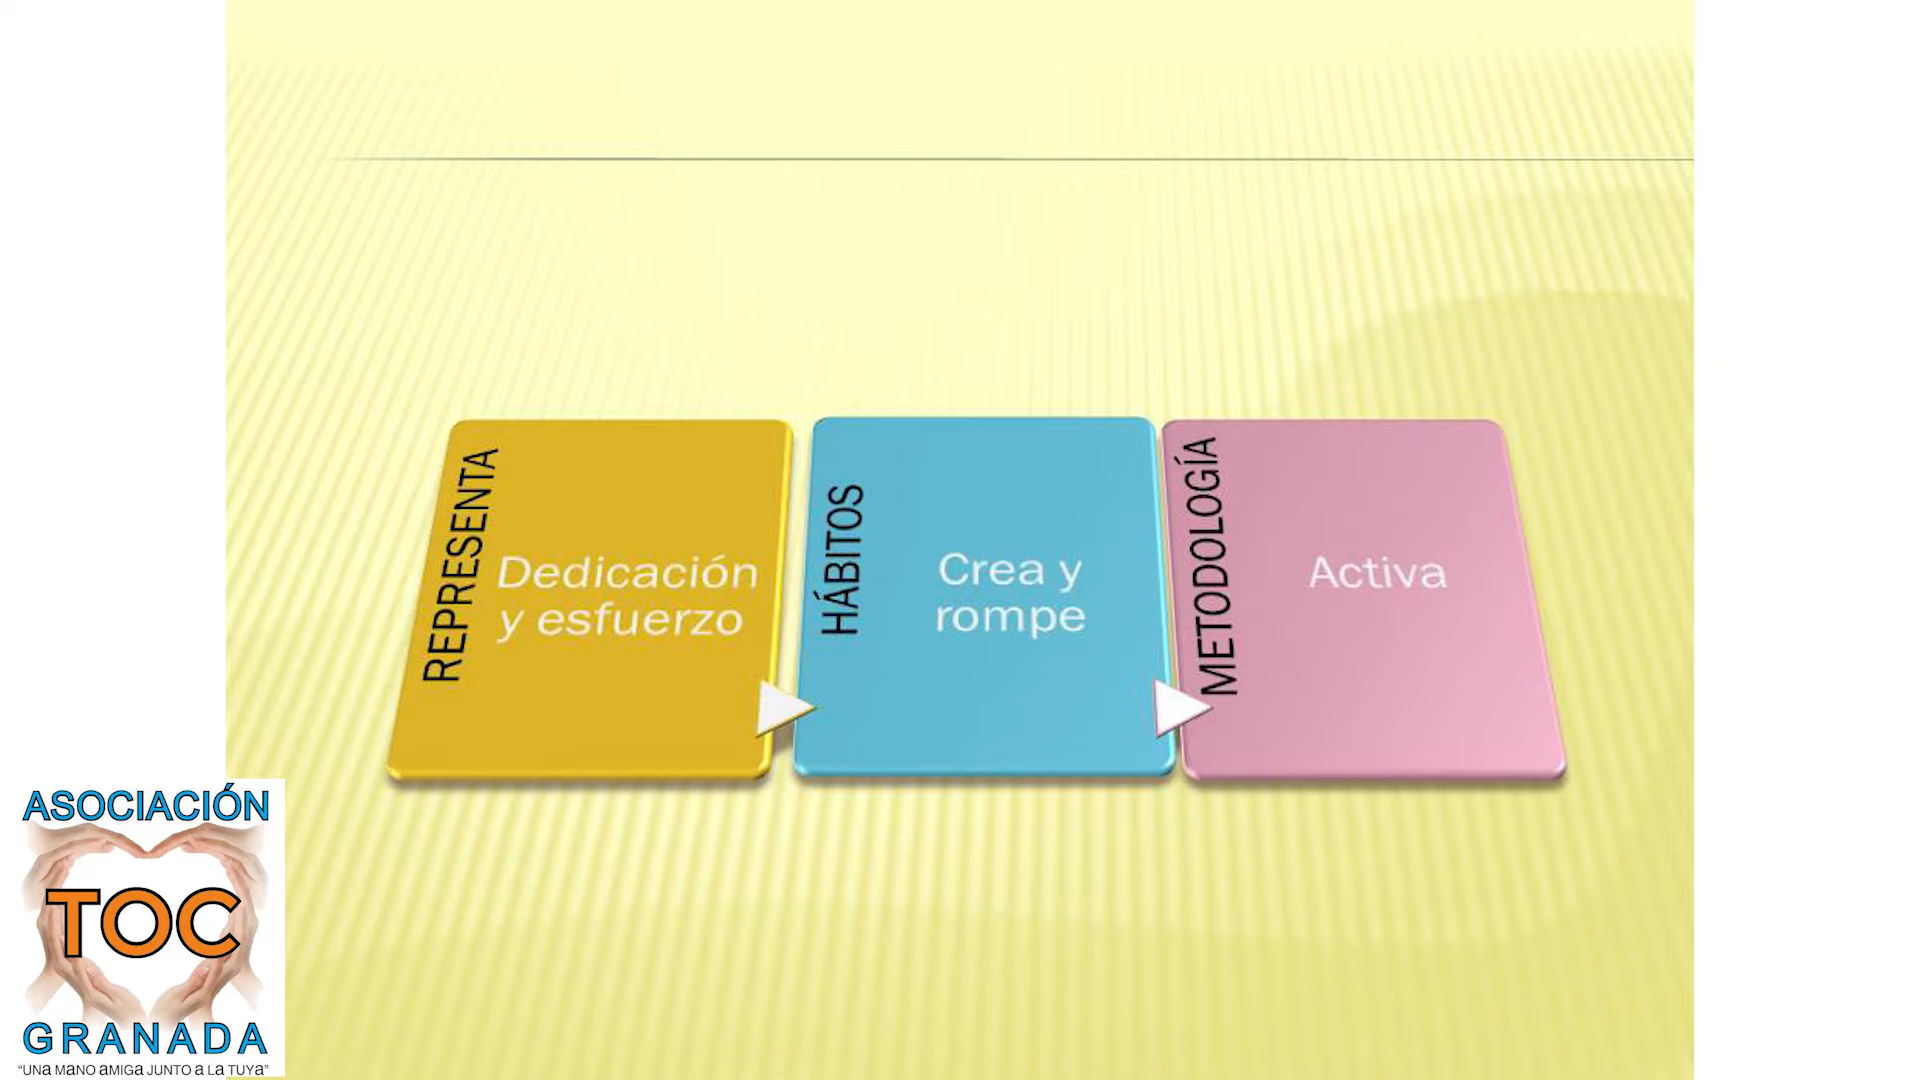 REPRESENTA
Dedicación
y esfuerzo
HÁBITOS
Crea y
rompe
METODOLOGÍA
Activa
ASOCIACIÓN
TOC
GRANADA
“UNa MaNO aMIGa JUNTO a La TUYa”